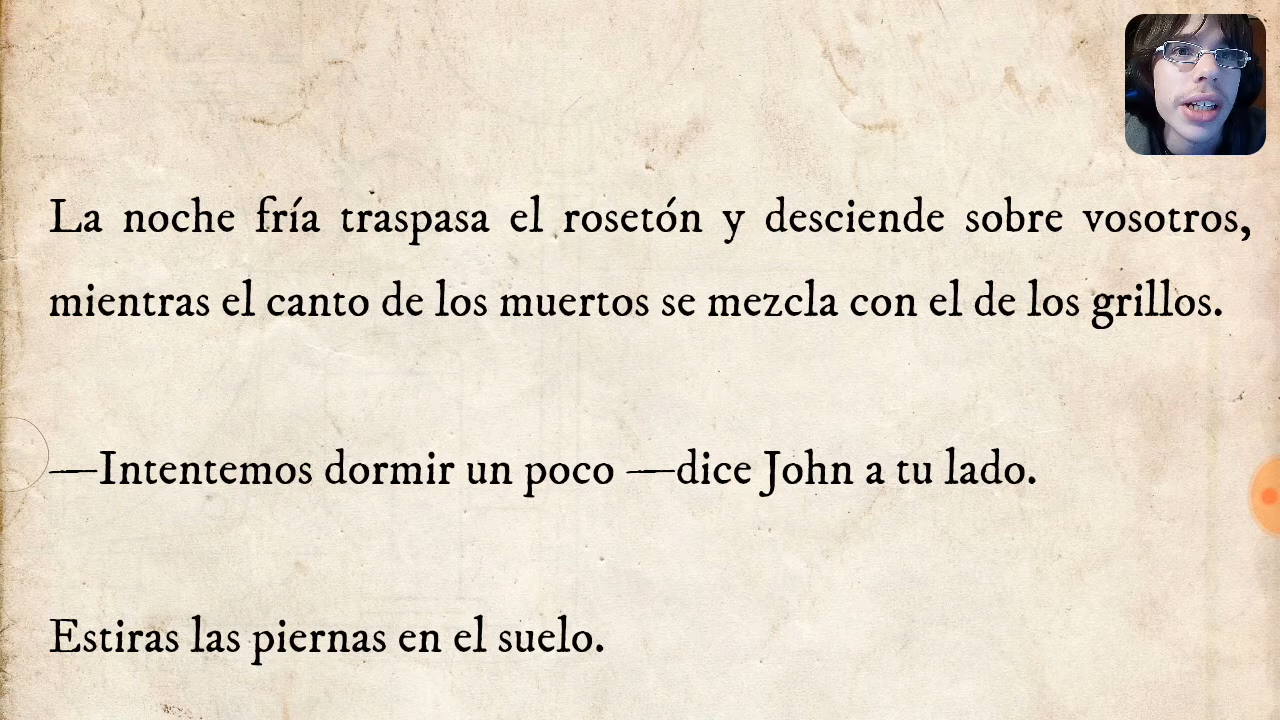 La noche fría traspasa el rosetón y desciende sobre vosotros,
mientras el canto de los muertos se mezcla con el de los grillos.
—Intentemos dormir un poco —dice John a tu lado.
Estiras las piernas en el suelo.